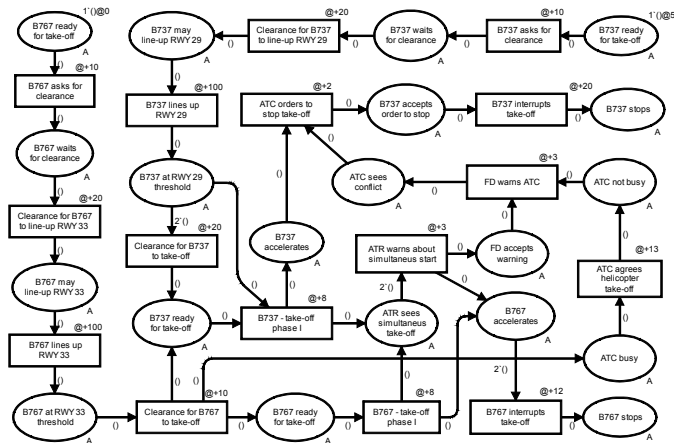 1`()@0
B767 ready
for take-off
A
()
@+10
B767 asks for
clearance
()
B767 waits
for clearance
A
()
@+20
Clearance for B767
to line-up RWY 33
()
B767 may
line-up RWY 33
A
()
@+100
B767 lines up
RWY 33
()
B767 at RWY 33
threshold
A
()
B737 may
line-up RWY 29
A
()
@+20
Clearance for B737
to line-up RWY 29
()
B737 waits
for clearance
A
()
@+10
B737 asks for
clearance
()
1`()@5
B737 ready for
take-off
A
()
@+100
B737 lines up
RWY 29
()
B737 at RWY 29
threshold
A
2`()
@+20
Clearance for B737
to take-off
()
()
B737 ready
for take-off
A
()
()
@+2
ATC orders to
stop take-off
()
B737 accepts
order to stop
A
()
@+20
B737 interrupts
take-off
()
B737 stops
A
()
()
ATC sees
conflict
A
()
@+3
FD warns ATC
()
ATC not busy
A
()
()
B737
accelerates
A
()
@+3
ATR warns about
simultaneus start
()
FD accepts
warning
A
()
@+13
ATC agrees
helicopter
take-off
()
@+8
B737 - take-off
phase I
()
2`()
ATR sees
simultaneus
take-off
A
()
()
B767
accelerates
A
ATC busy
A
()
@+10
Clearance for B767
to take-off
()
B767 ready
for take-off
A
()
@+8
B767 - take-off
phase I
()
2`()
@+12
B767 interrupts
take-off
()
B767 stops
A